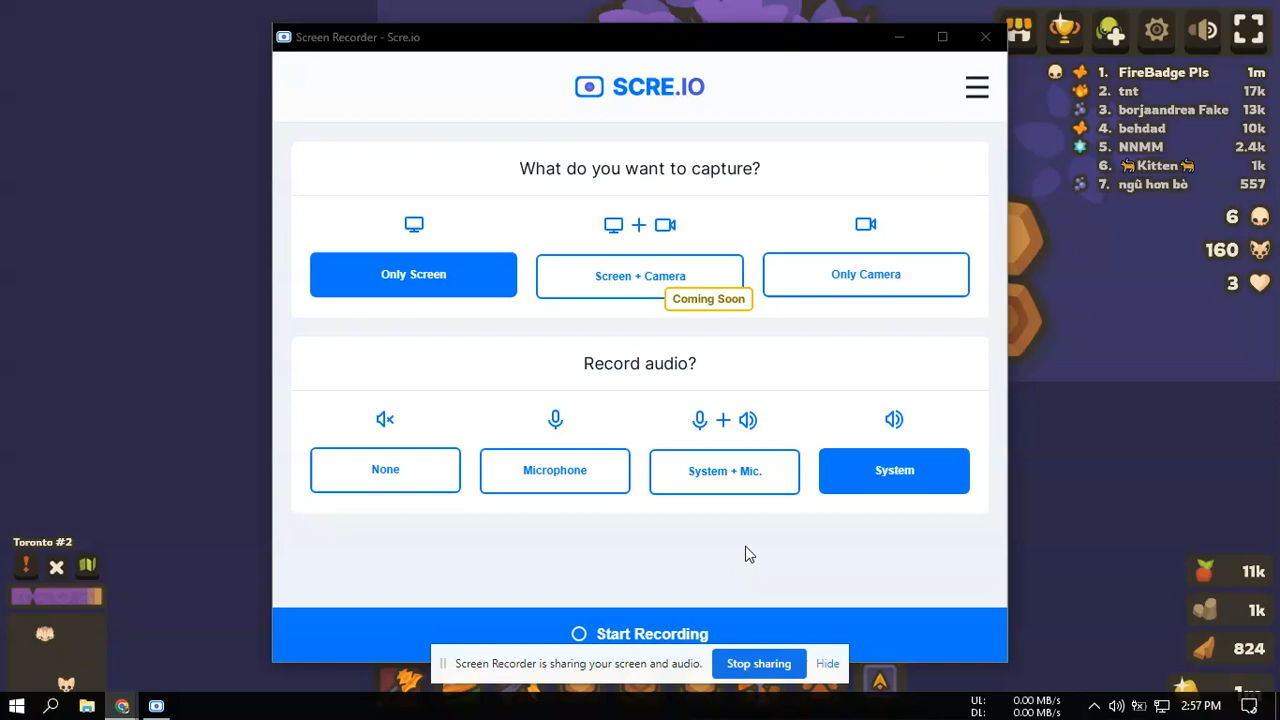 Screen Recorder - Scre.io
SCRE.IO
What do you want to capture?
Only Screen
Screen + Camera
Coming Soon
Only Camera
Record audio?
None
Microphone
System + Mic.
System
Start Recording
Screen Recorder is sharing your screen and audio.
Stop sharing
Hide
1. FireBadge Pls 1m
2. tnt 17k
3. borjaandrea Fake 13k
4. behdad 10k
5. NNMM 2.4k
6. 🐈Kitten🐈 1k
7. ngũ hơn bò 557
6
160
3
Toronto #2
11k
1k
824
1m
UL: 0.00 MB/s
DL: 0.00 MB/s
2:57 PM